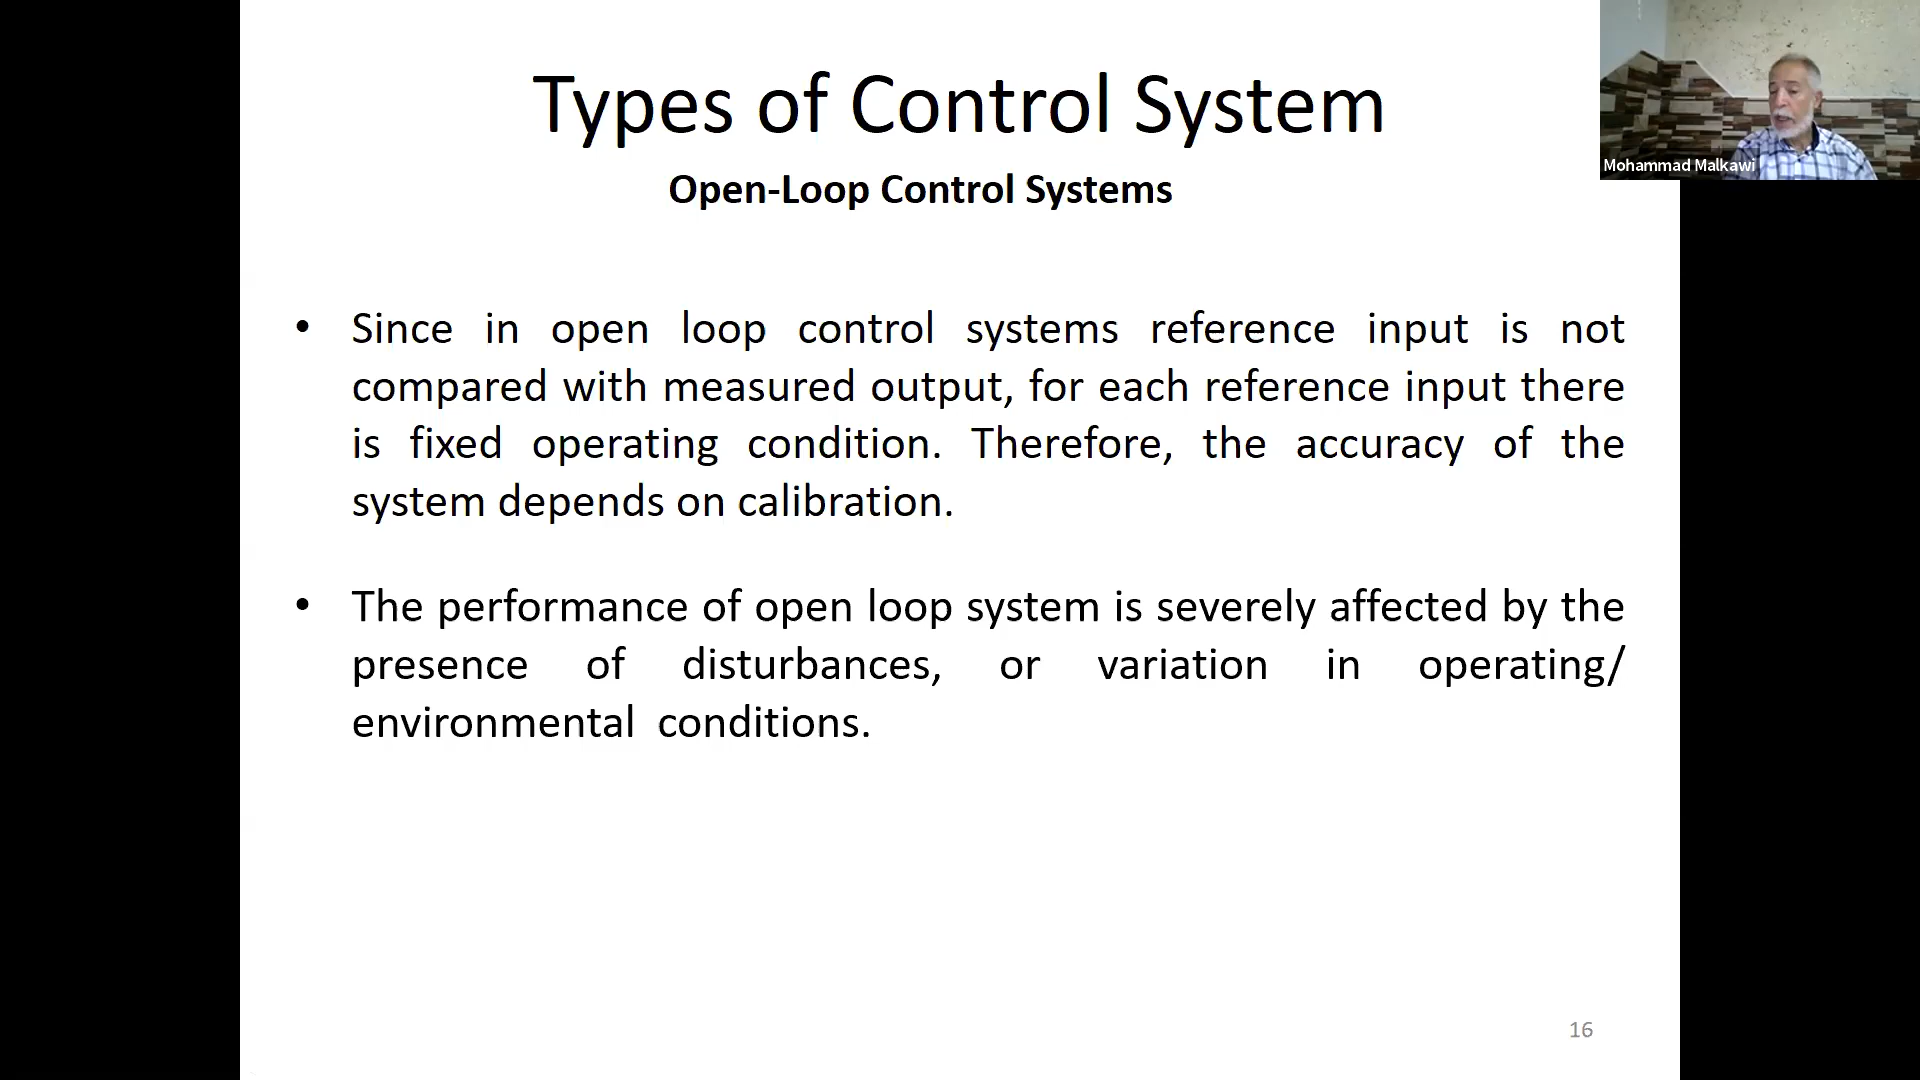 Types of Control System
Mohammad Malkawi
Open-Loop Control Systems
• Since in open loop control systems reference input is not
compared with measured output, for each reference input there
is fixed operating condition. Therefore, the accuracy of the
system depends on calibration.
• The performance of open loop system is severely affected by the
presence of disturbances, or variation in operating/
environmental conditions.
16